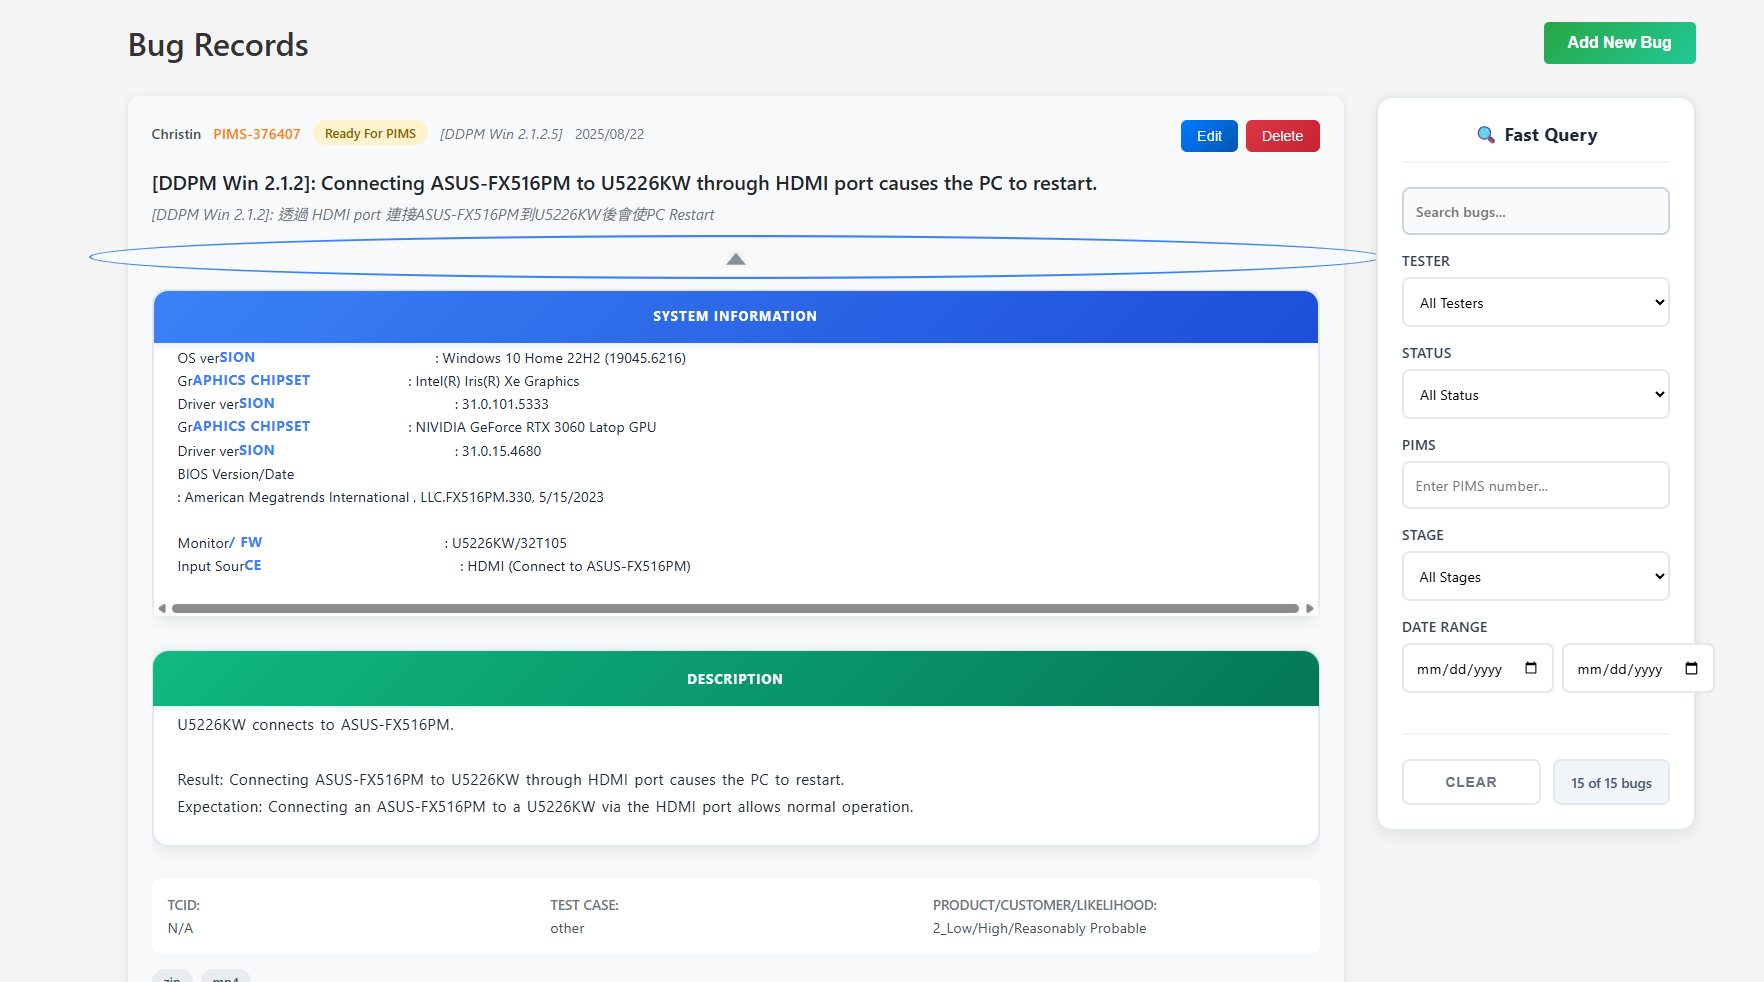 Bug Records
Add New Bug
Christin PIMS-376407 Ready For PIMS [DDPM Win 2.1.2.5] 2025/08/22
Edit Delete
[DDPM Win 2.1.2]: Connecting ASUS-FX516PM to U5226KW through HDMI port causes the PC to restart.
[DDPM Win 2.1.2]: 透過 HDMI port 連接ASUS-FX516PM到U5226KW後會使PC Restart
SYSTEM INFORMATION
OS verSION : Windows 10 Home 22H2 (19045.6216)
GrAPHICS CHIPSET : Intel(R) Iris(R) Xe Graphics
Driver verSION : 31.0.101.5333
GrAPHICS CHIPSET : NIVIDIA GeForce RTX 3060 Latop GPU
Driver verSION : 31.0.15.4680
BIOS Version/Date
: American Megatrends International , LLC.FX516PM.330, 5/15/2023
Monitor/ FW : U5226KW/32T105
Input SourCE : HDMI (Connect to ASUS-FX516PM)
DESCRIPTION
U5226KW connects to ASUS-FX516PM.
Result: Connecting ASUS-FX516PM to U5226KW through HDMI port causes the PC to restart.
Expectation: Connecting an ASUS-FX516PM to a U5226KW via the HDMI port allows normal operation.
TCID: TEST CASE: PRODUCT/CUSTOMER/LIKELIHOOD:
N/A other 2_Low/High/Reasonably Probable
zip mp4
Fast Query
Search bugs...
TESTER
All Testers
STATUS
All Status
PIMS
Enter PIMS number...
STAGE
All Stages
DATE RANGE
mm/dd/yyyy mm/dd/yyyy
CLEAR 15 of 15 bugs